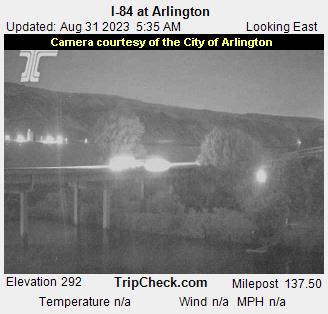 I-84 at Arlington
Updated: Aug 31 2023 5:35 AM Looking East
Camera courtesy of the City of Arlington
Elevation 292 TripCheck.com Milepost 137.50
Temperature n/a Wind n/a MPH n/a